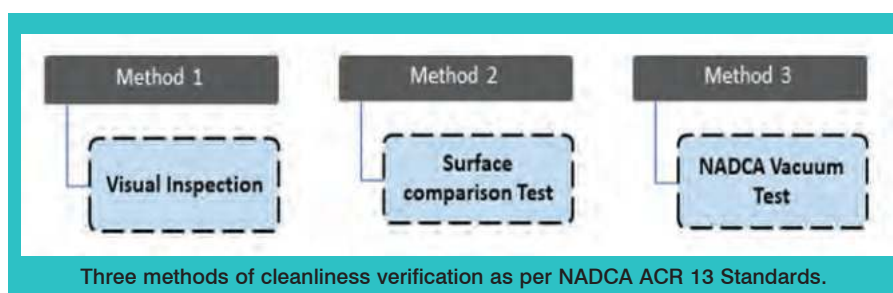 Method 1
Visual Inspection
Method 2
Surface
comparison Test
Method 3
NADCA Vacuum
Test
Three methods of cleanliness verification as per NADCA ACR 13 Standards.